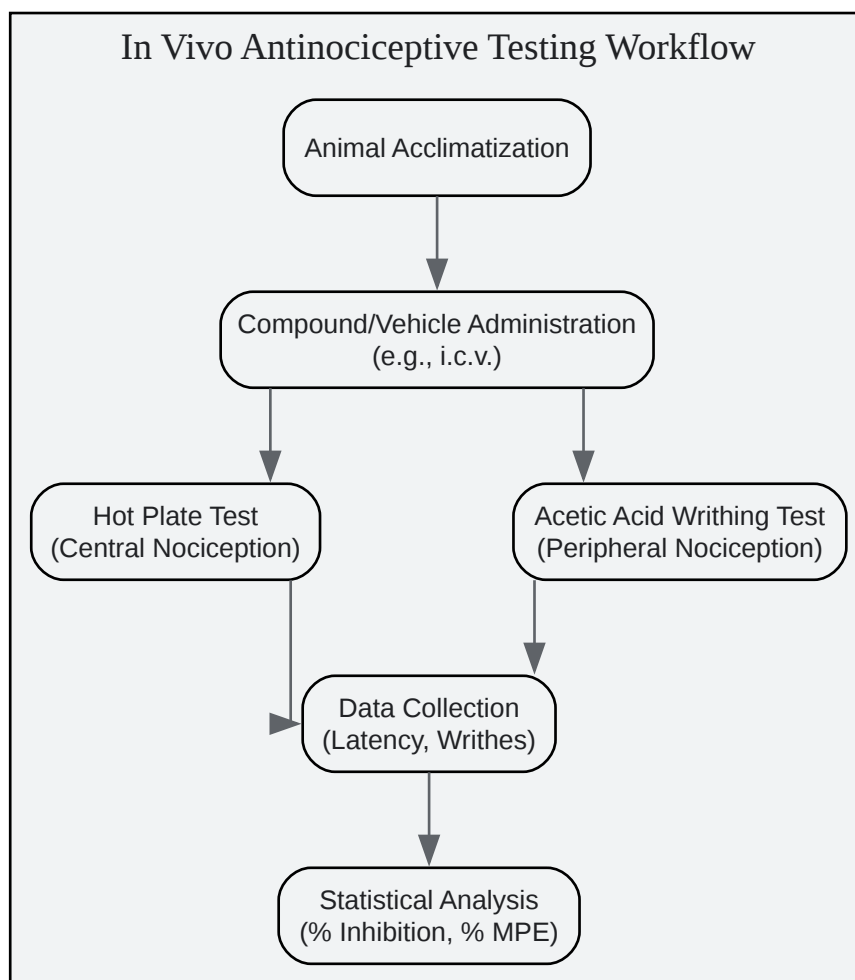 In Vivo Antinociceptive Testing Workflow
Animal Acclimatization
Compound/Vehicle Administration
(e.g., i.c.v.)
Hot Plate Test
(Central Nociception)
Acetic Acid Writhing Test
(Peripheral Nociception)
Data Collection
(Latency, Writhes)
Statistical Analysis
(% Inhibition, % MPE)